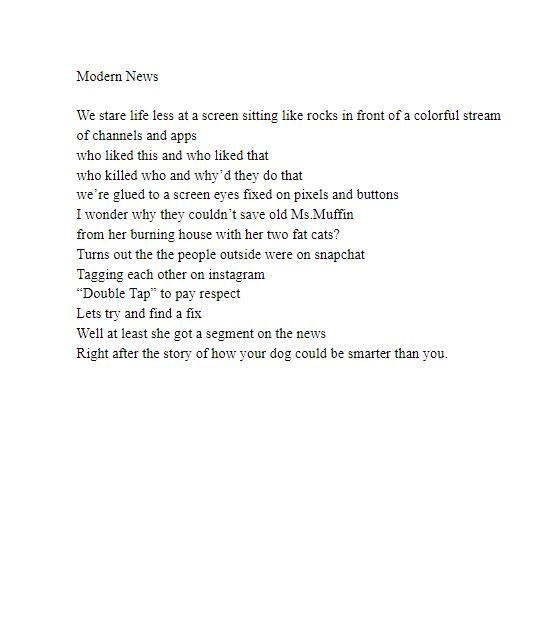 Modern News
We stare life less at a screen sitting like rocks in front of a colorful stream
of channels and apps
who liked this and who liked that
who killed who and why’d they do that
we’re glued to a screen eyes fixed on pixels and buttons
I wonder why they couldn’t save old Ms.Muffin
from her burning house with her two fat cats?
Turns out the the people outside were on snapchat
Tagging each other on instagram
“Double Tap” to pay respect
Lets try and find a fix
Well at least she got a segment on the news
Right after the story of how your dog could be smarter than you.